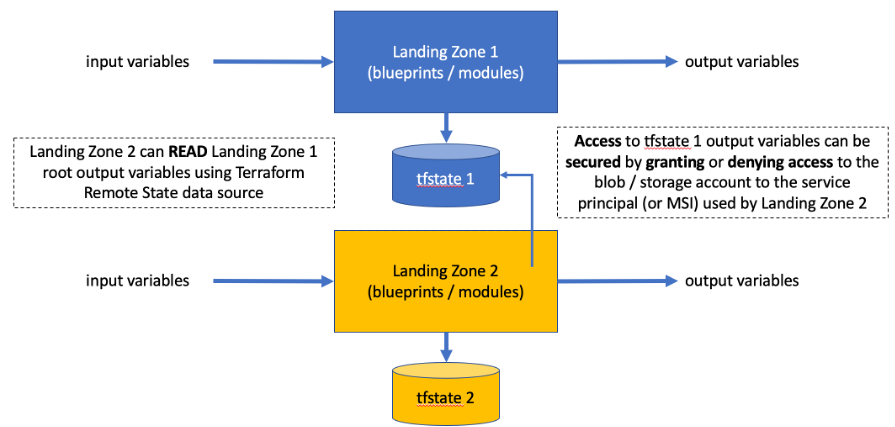 input variables
Landing Zone 1
(blueprints / modules)
output variables
Landing Zone 2 can READ Landing Zone 1
root output variables using Terraform
Remote State data source
tfstate 1
Access to tfstate 1 output variables can be
secured by granting or denying access to the
blob / storage account to the service
principal (or MSI) used by Landing Zone 2
input variables
Landing Zone 2
(blueprints / modules)
output variables
tfstate 2